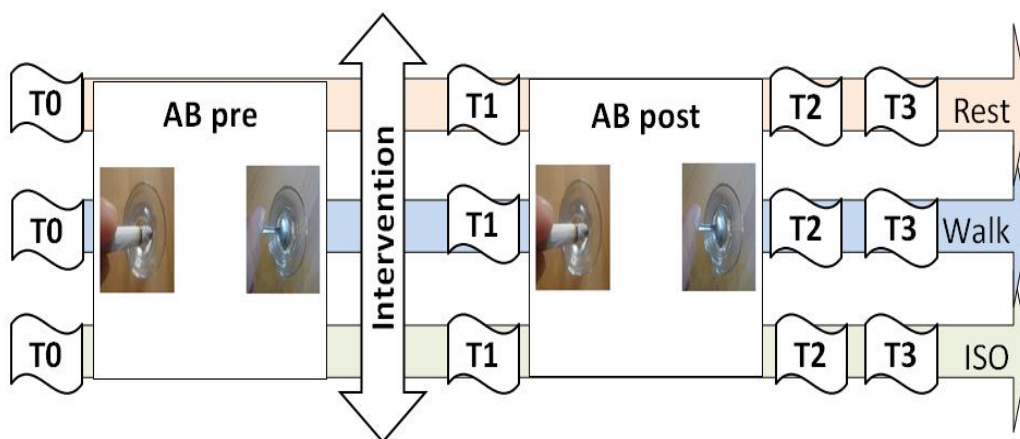 T0
AB pre
T1
AB post
T2
T3
Rest
T0
Intervention
T1
T2
T3
Walk
T0
T1
T2
T3
ISO